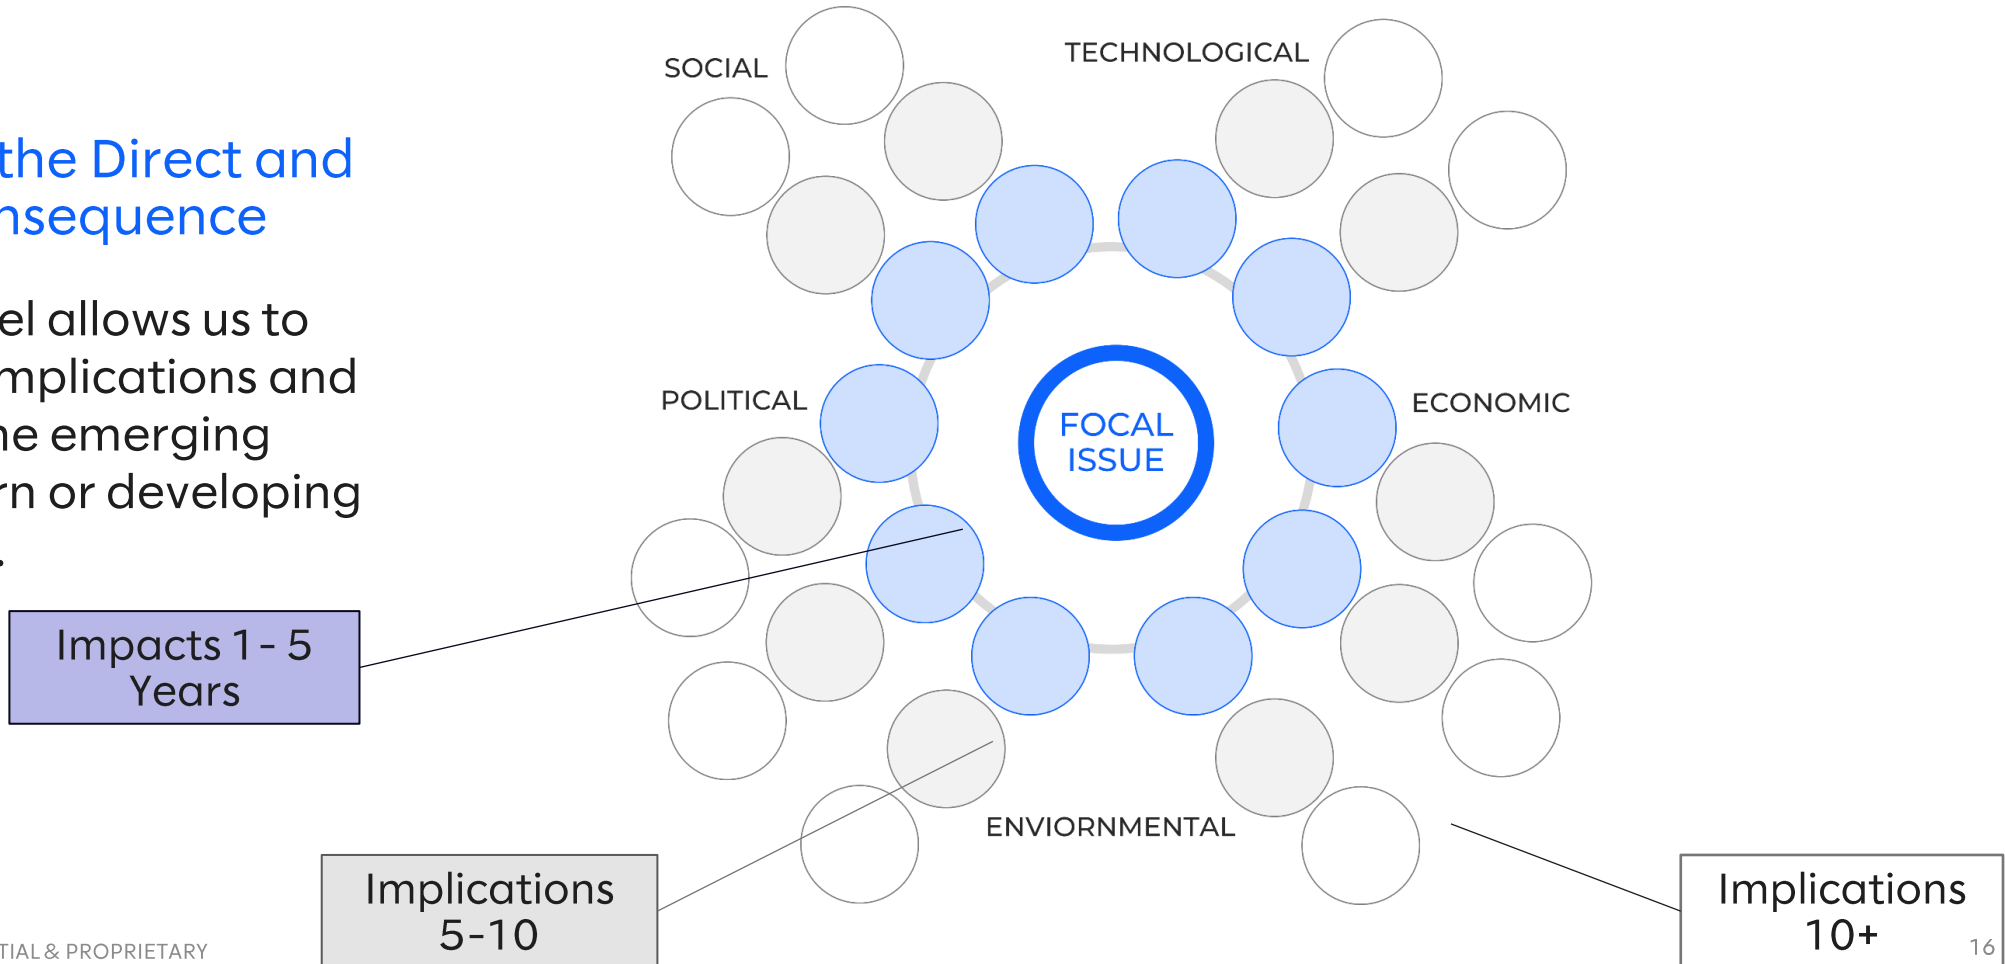 the Direct and
nsequence
el allows us to
mplications and
ne emerging
rn or developing
.
Impacts 1 - 5
Years
SOCIAL
TECHNOLOGICAL
POLITICAL
FOCAL
ISSUE
ECONOMIC
ENVIORNMENTAL
Implications
5-10
Implications
10+
TIAL & PROPRIETARY
16